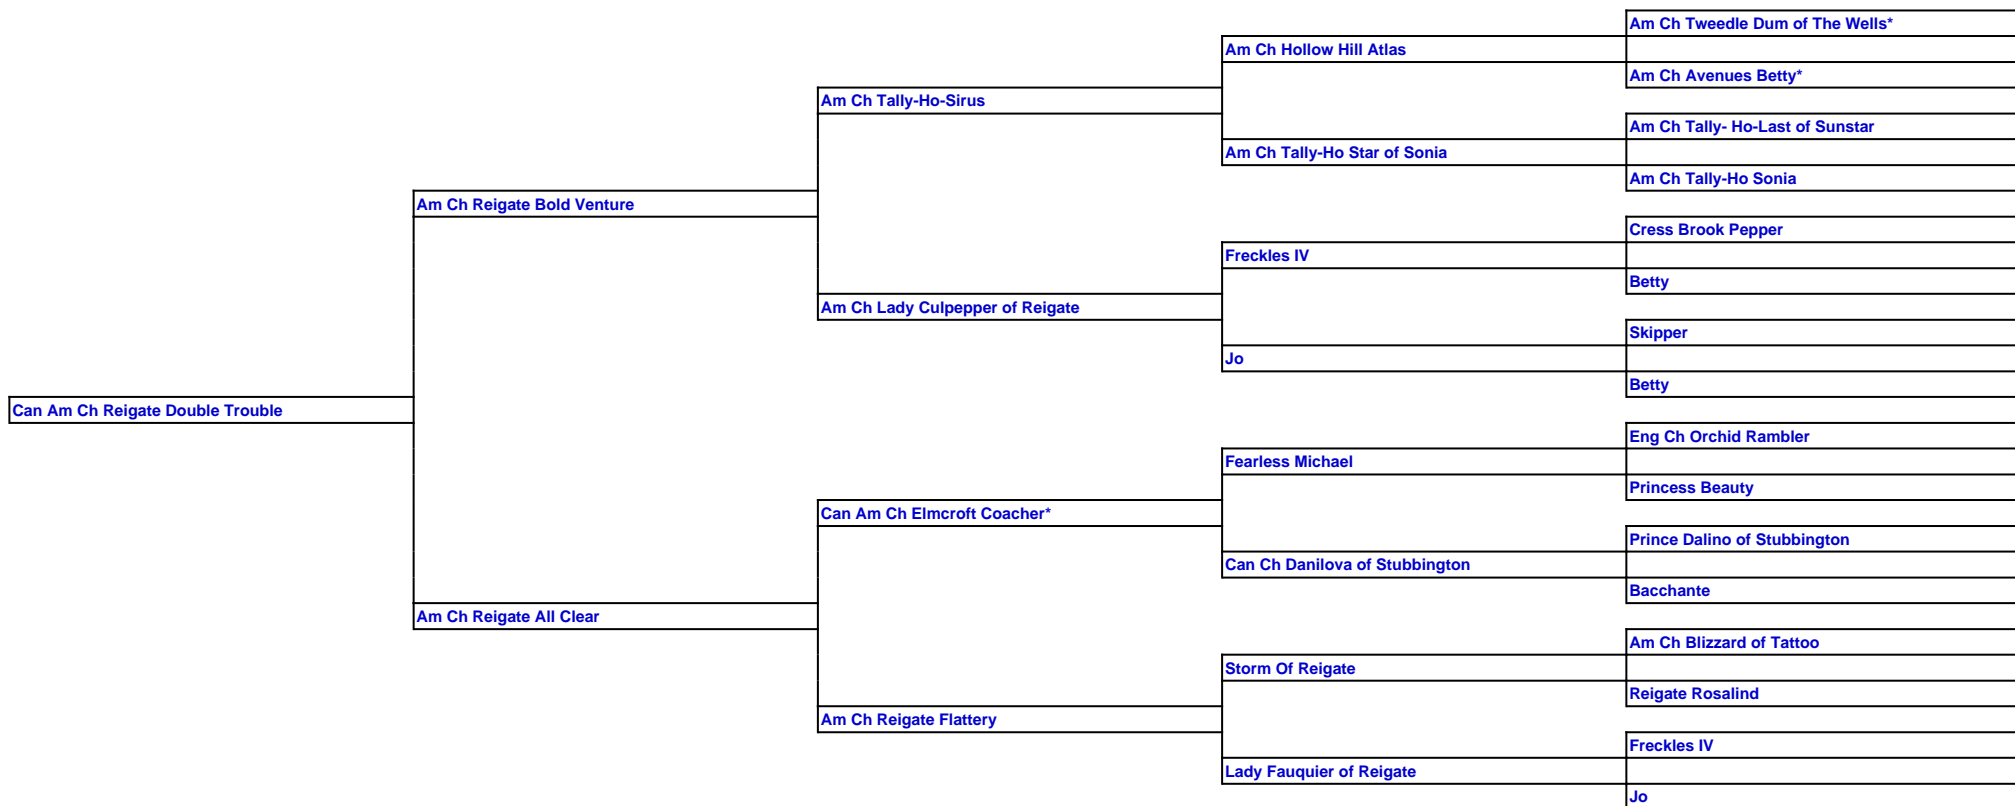 Am Ch Tweedle Dum of The Wells*
Am Ch Hollow Hill Atlas
Am Ch Avenues Betty*
Am Ch Tally-Ho-Sirus
Am Ch Tally- Ho-Last of Sunstar
Am Ch Tally-Ho Star of Sonia
Am Ch Tally-Ho Sonia
Am Ch Reigate Bold Venture
Cress Brook Pepper
Freckles IV
Betty
Am Ch Lady Culpepper of Reigate
Skipper
Jo
Betty
Can Am Ch Reigate Double Trouble
Eng Ch Orchid Rambler
Fearless Michael
Princess Beauty
Can Am Ch Elmcroft Coacher*
Prince Dalino of Stubbington
Can Ch Danilova of Stubbington
Bacchante
Am Ch Reigate All Clear
Am Ch Blizzard of Tattoo
Storm Of Reigate
Reigate Rosalind
Am Ch Reigate Flattery
Freckles IV
Lady Fauquier of Reigate
Jo